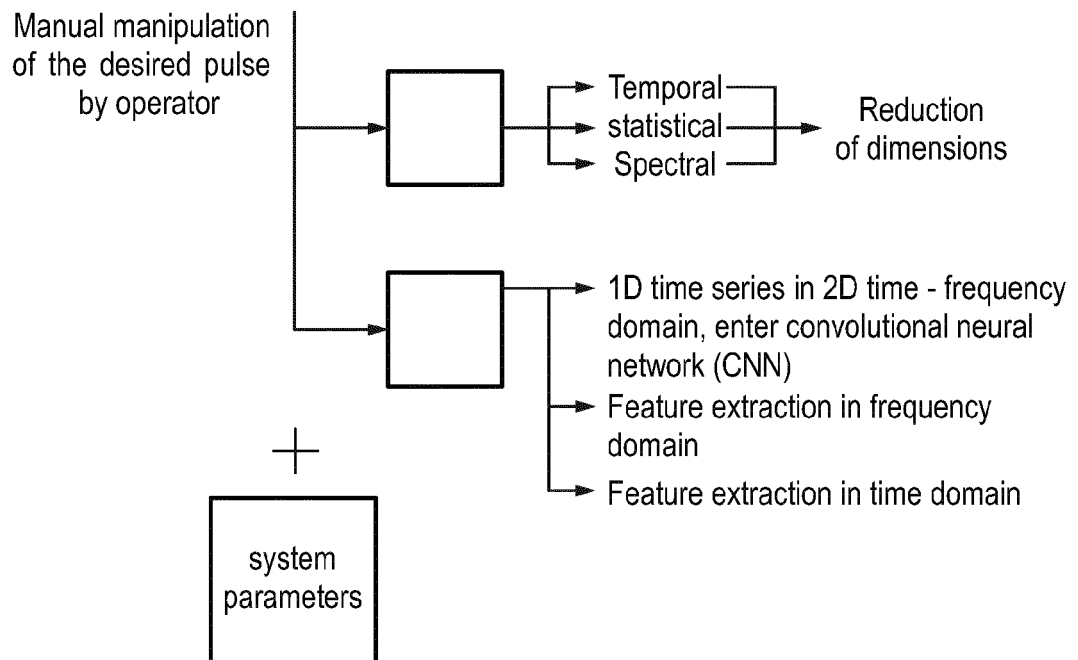 Manual manipulation
of the desired pulse
by operator
Temporal
statistical
Spectral
Reduction
of dimensions
1D time series in 2D time - frequency
domain, enter convolutional neural
network (CNN)
Feature extraction in frequency
domain
Feature extraction in time domain
+
system
parameters